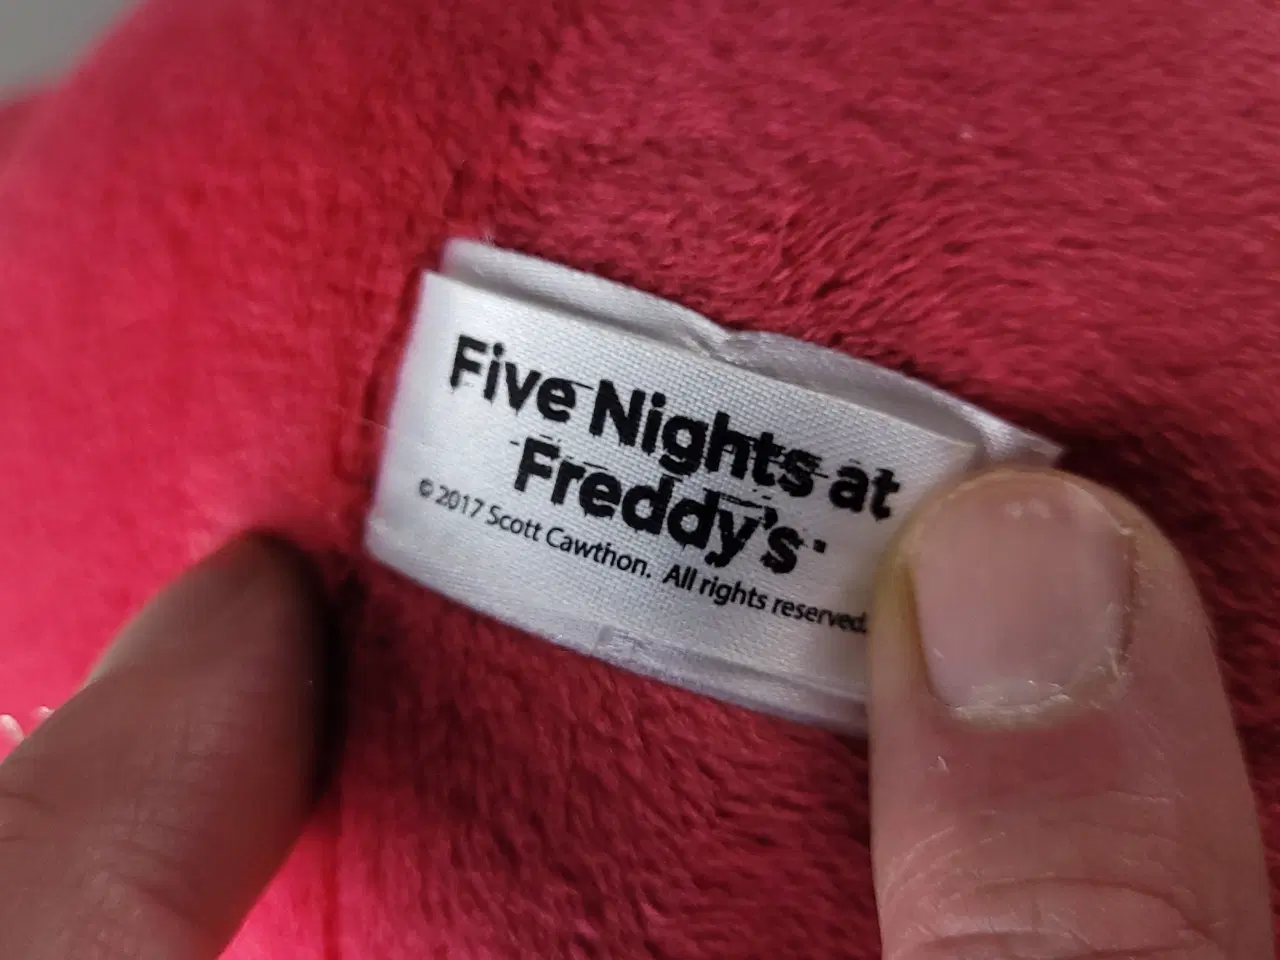 Five Nights at
Freddy's
© 2017 Scott Cawthon. All rights reserved.